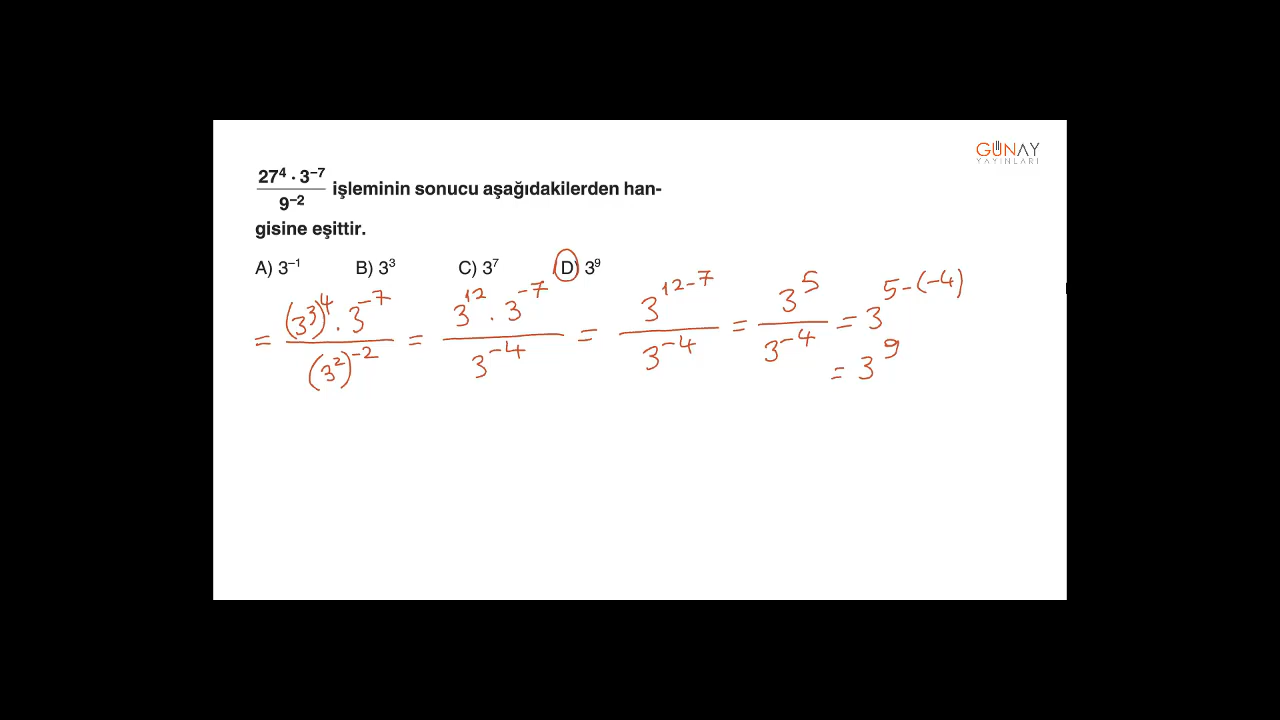 GÜNAY
YAYINLARI
27⁴ · 3⁻⁷ / 9⁻² işleminin sonucu aşağıdakilerden han-
gisine eşittir.
A) 3⁻¹ B) 3³ C) 3⁷ D) 3⁹
= (3³)⁴ · 3⁻⁷ / (3²)⁻² = 3¹² · 3⁻⁷ / 3⁻⁴ = 3¹²⁻⁷ / 3⁻⁴ = 3⁵ / 3⁻⁴ = 3⁵⁻⁽⁻⁴⁾
= 3⁹